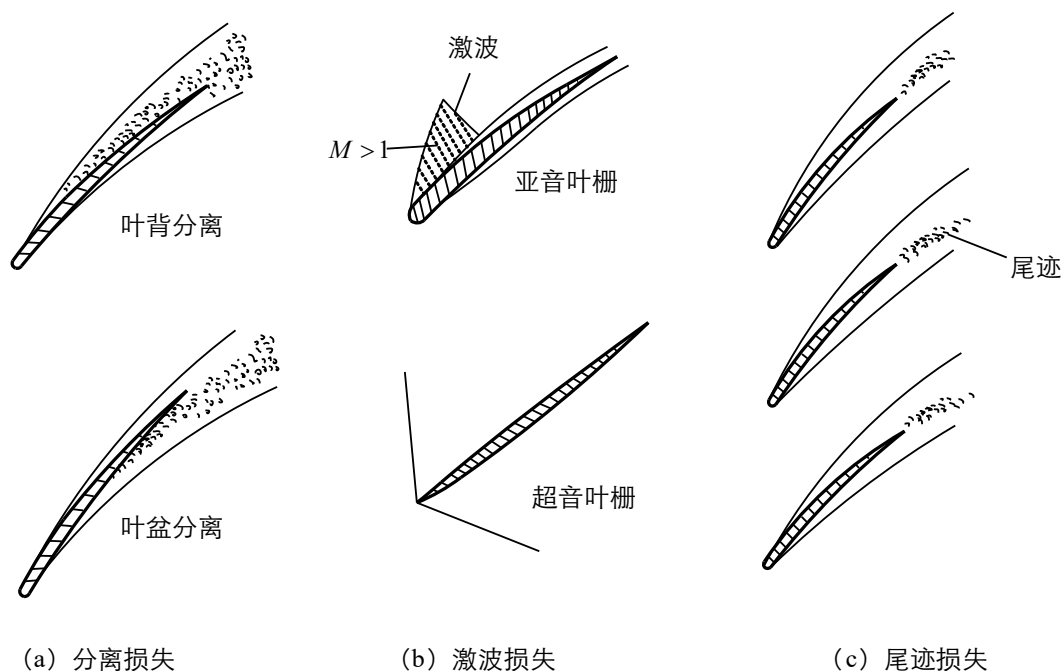 激波
M >1
亚音叶栅
叶背分离
尾迹
超音叶栅
叶盆分离
（a）分离损失
（b）激波损失
（c）尾迹损失